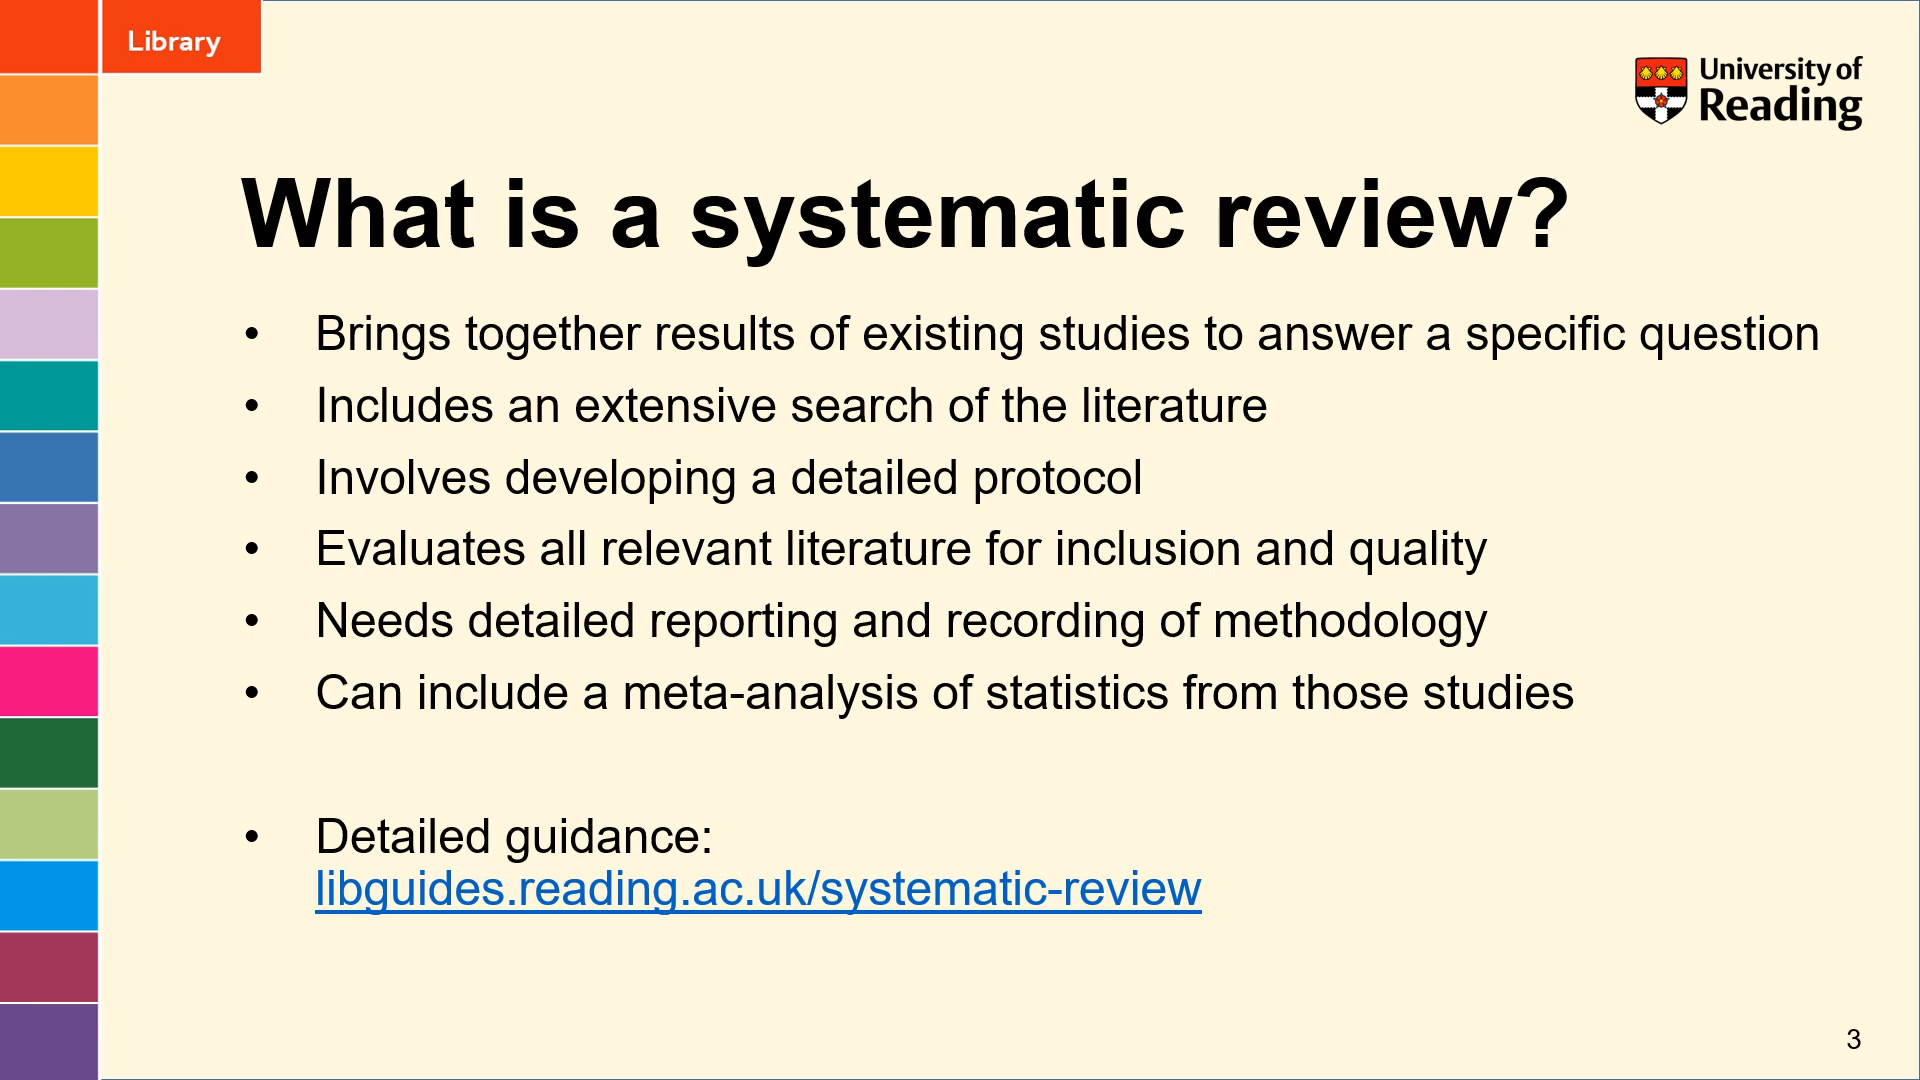 Library
University of
Reading
What is a systematic review?
• Brings together results of existing studies to answer a specific question
• Includes an extensive search of the literature
• Involves developing a detailed protocol
• Evaluates all relevant literature for inclusion and quality
• Needs detailed reporting and recording of methodology
• Can include a meta-analysis of statistics from those studies
• Detailed guidance:
libguides.reading.ac.uk/systematic-review
3